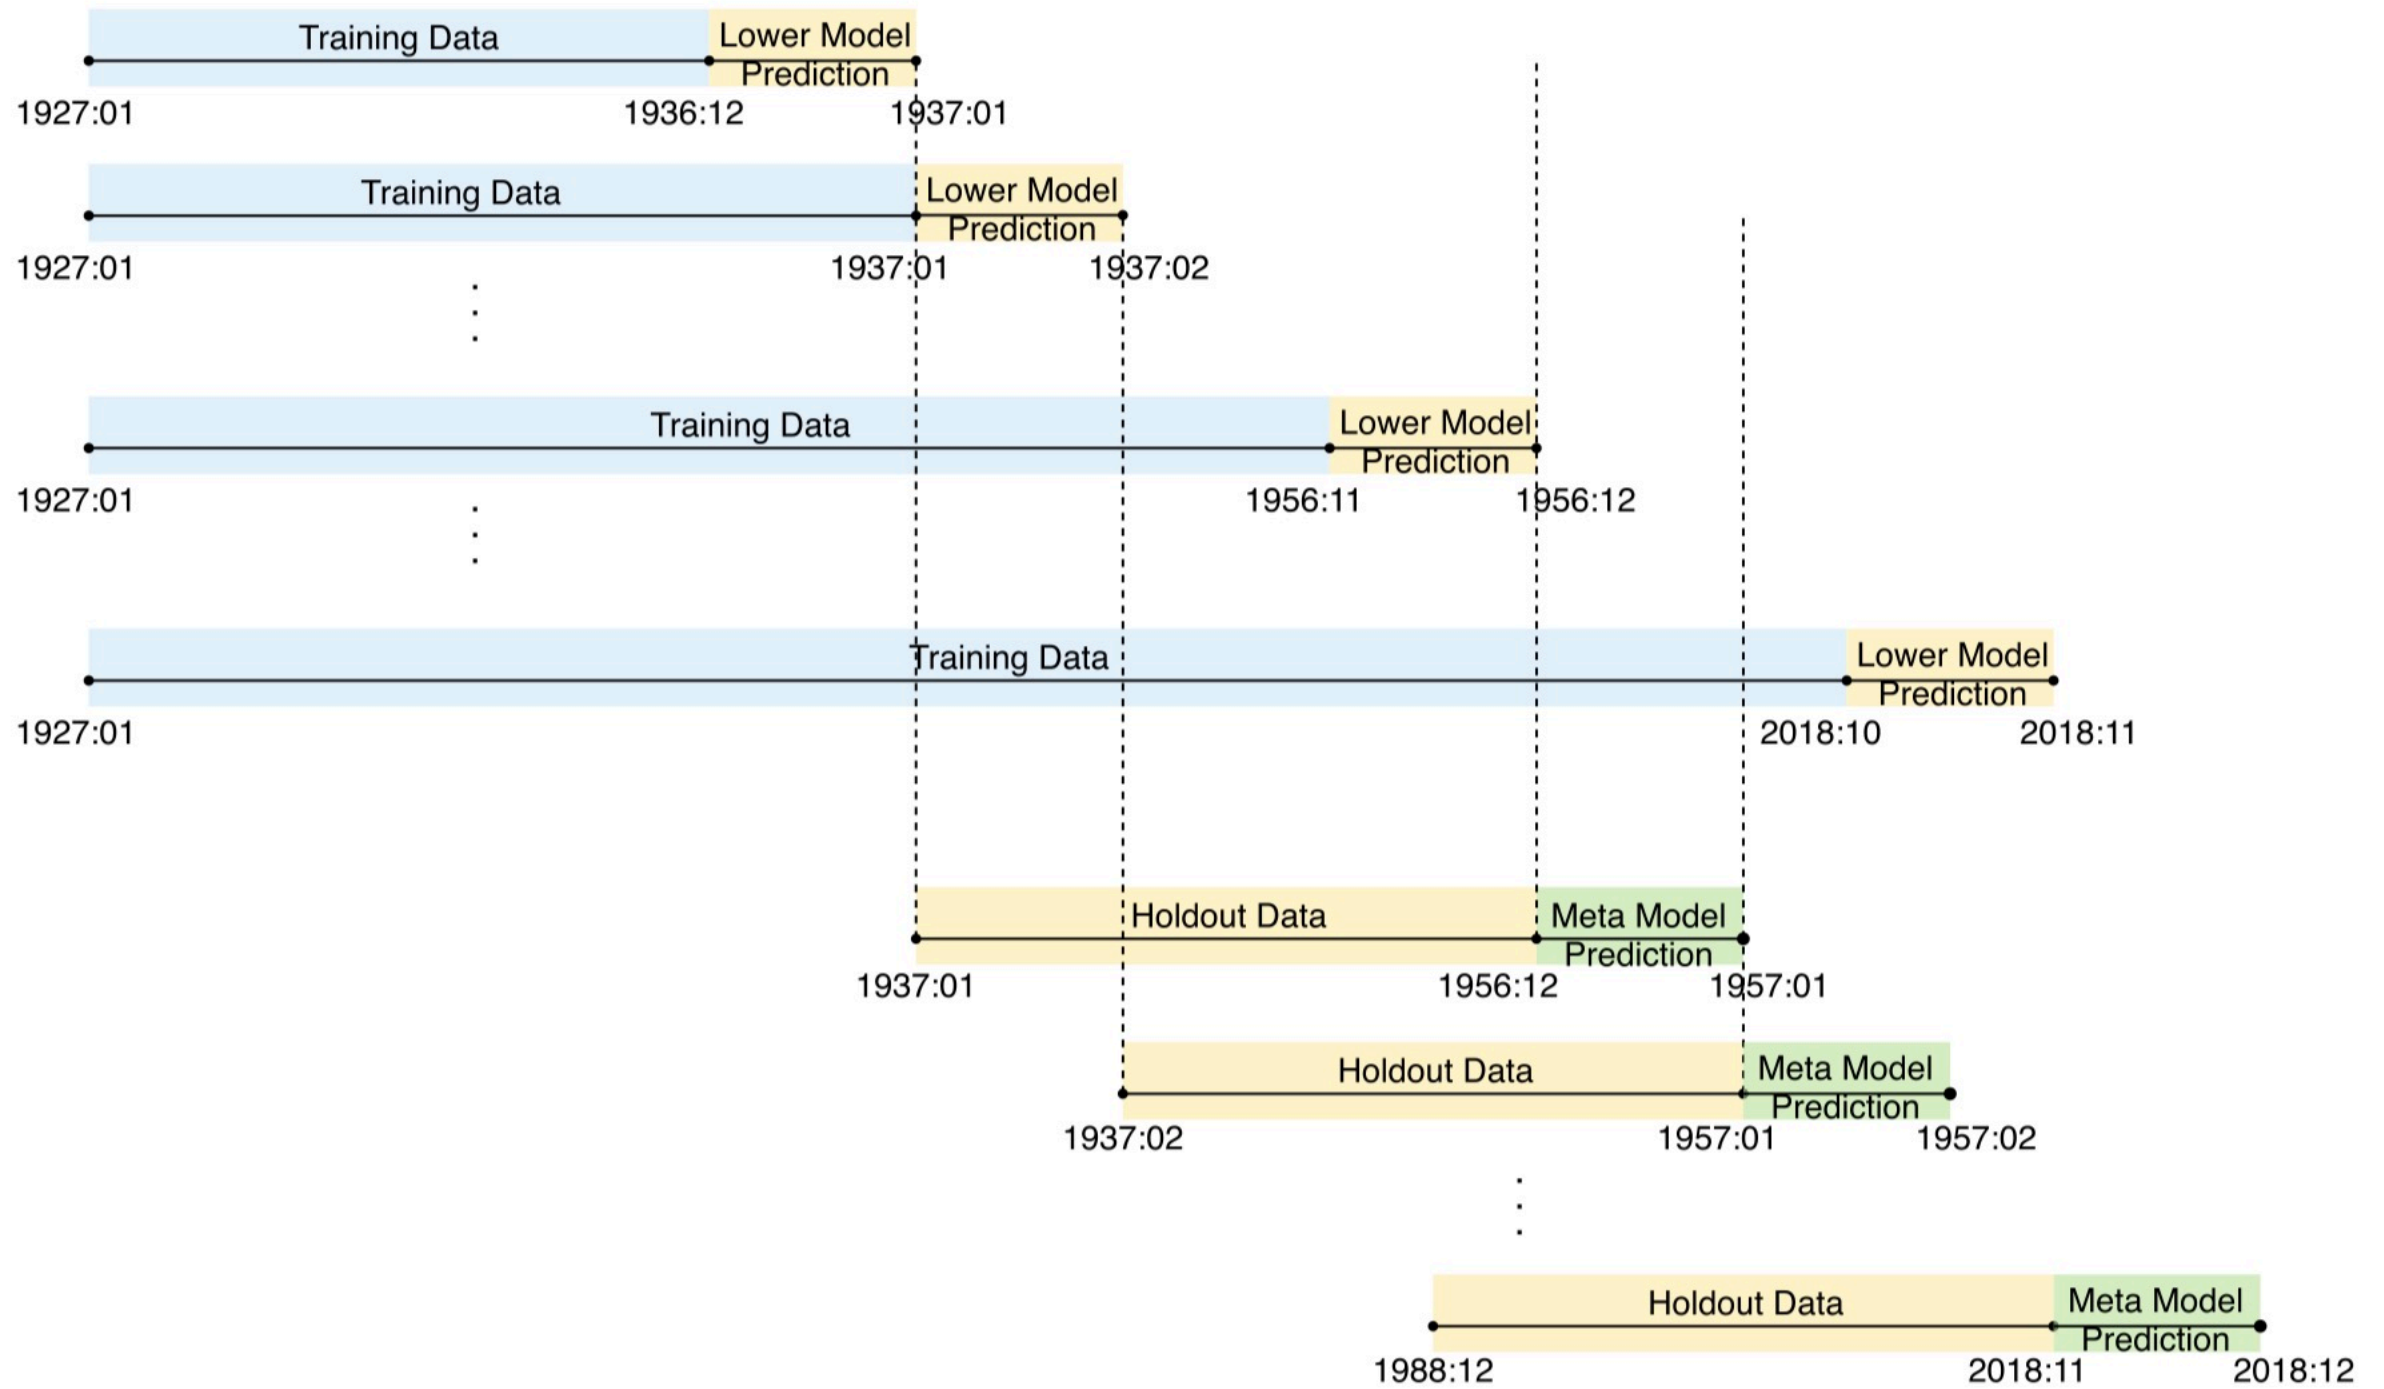 Training Data
Lower Model
Prediction
1927:01
1936:12
1937:01
Training Data
Lower Model
Prediction
1927:01
1937:01
1937:02
Training Data
Lower Model
Prediction
1927:01
1956:11
1956:12
Training Data
Lower Model
Prediction
1927:01
2018:10
2018:11
Holdout Data
Meta Model
Prediction
1937:01
1956:12
1957:01
Holdout Data
Meta Model
Prediction
1937:02
1957:01
1957:02
Holdout Data
Meta Model
Prediction
1988:12
2018:11
2018:12